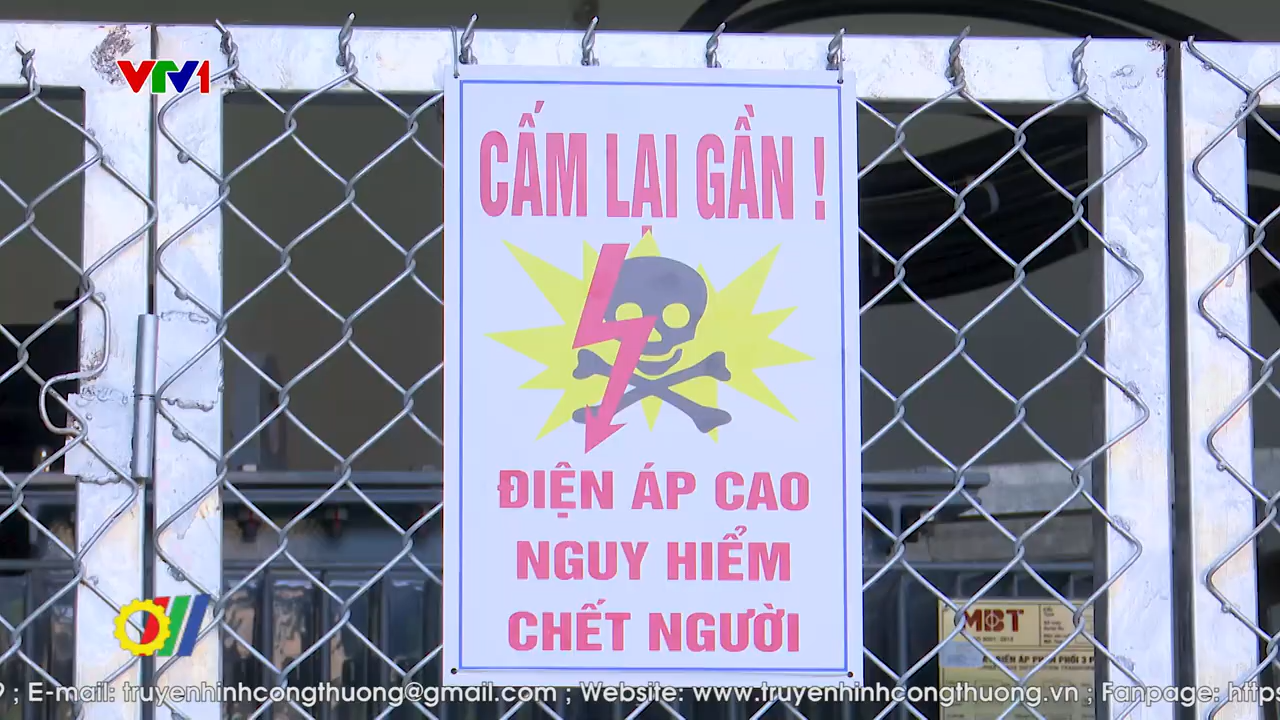 VTV1
CẤM LẠI GẦN !
ĐIỆN ÁP CAO
NGUY HIỂM
CHẾT NGƯỜI
MBT
; E-mail: truyenhinhcongthuong@gmail.com ; Website: www.truyenhinhcongthuong.vn ; Fanpage: https